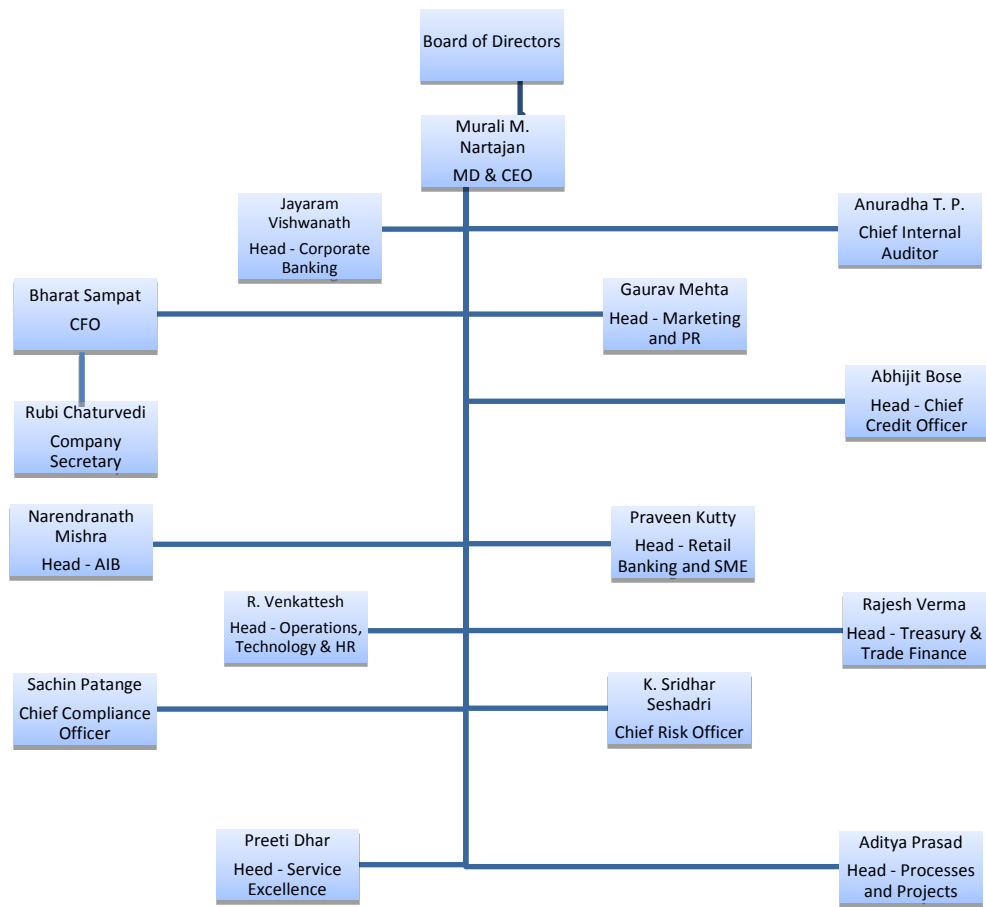 Board of Directors
Murali M.
Nartajan
MD & CEO
Jayaram
Vishwanath
Head - Corporate
Banking
Anuradha T. P.
Chief Internal
Auditor
Bharat Sampat
CFO
Gaurav Mehta
Head - Marketing
and PR
Abhijit Bose
Head - Chief
Credit Officer
Rubi Chaturvedi
Company
Secretary
Narendranath
Mishra
Head - AIB
Praveen Kutty
Head - Retail
Banking and SME
R. Venkattesh
Head - Operations,
Technology & HR
Rajesh Verma
Head - Treasury &
Trade Finance
Sachin Patange
Chief Compliance
Officer
K. Sridhar
Seshadri
Chief Risk Officer
Preeti Dhar
Heed - Service
Excellence
Aditya Prasad
Head - Processes
and Projects